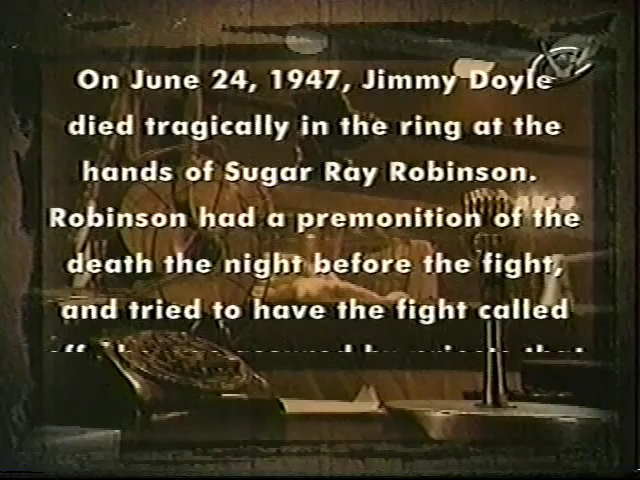 On June 24, 1947, Jimmy Doyle
died tragically in the ring at the
hands of Sugar Ray Robinson.
Robinson had a premonition of the
death the night before the fight,
and tried to have the fight called